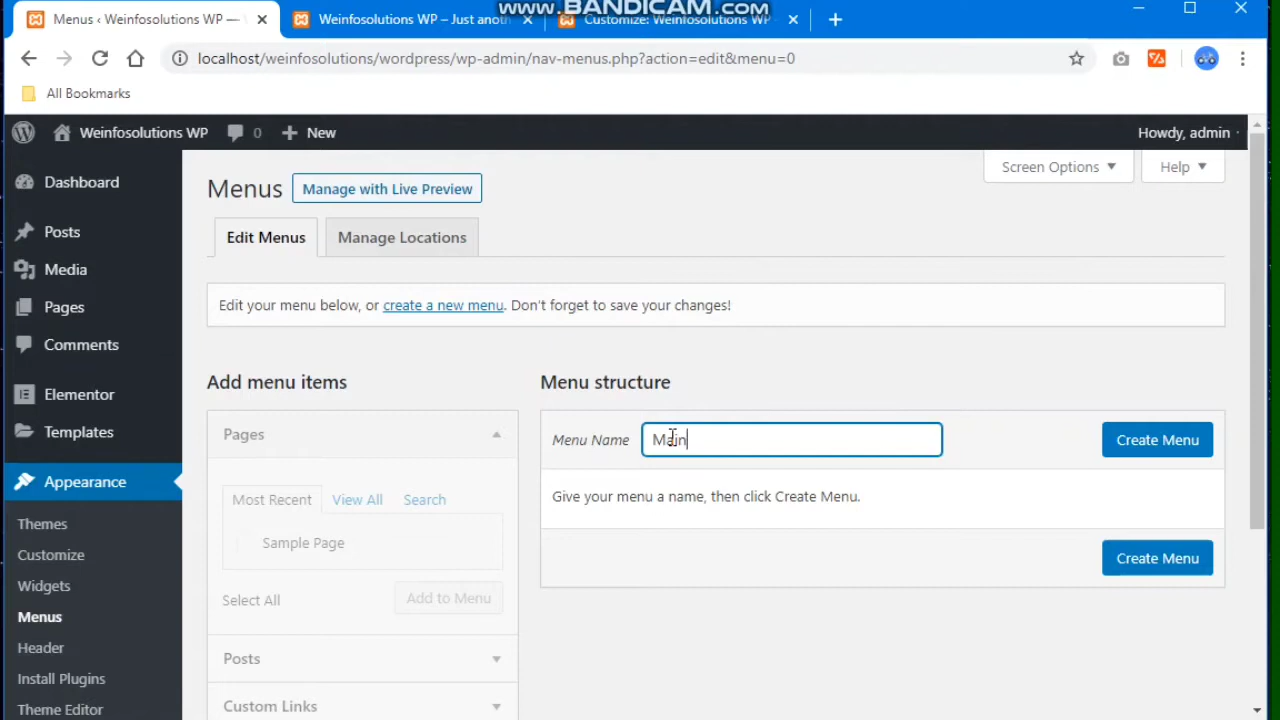 www.BANDICAM.com
Menus ‹ Weinfosolutions WP —
Weinfosolutions WP – Just anot
Customize: Weinfosolutions WP
localhost/weinfosolutions/wordpress/wp-admin/nav-menus.php?action=edit&menu=0
All Bookmarks
Weinfosolutions WP 0 New Howdy, admin
Screen Options Help
Dashboard
Posts
Media
Pages
Comments
Elementor
Templates
Appearance
Themes
Customize
Widgets
Menus
Header
Install Plugins
Theme Editor
Menus Manage with Live Preview
Edit Menus Manage Locations
Edit your menu below, or create a new menu. Don't forget to save your changes!
Add menu items
Pages
Most Recent View All Search
Sample Page
Select All Add to Menu
Posts
Custom Links
Menu structure
Menu Name Main Create Menu
Give your menu a name, then click Create Menu.
Create Menu